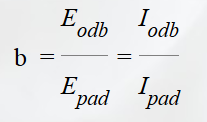 b = E_odb / E_pad = I_odb / I_pad